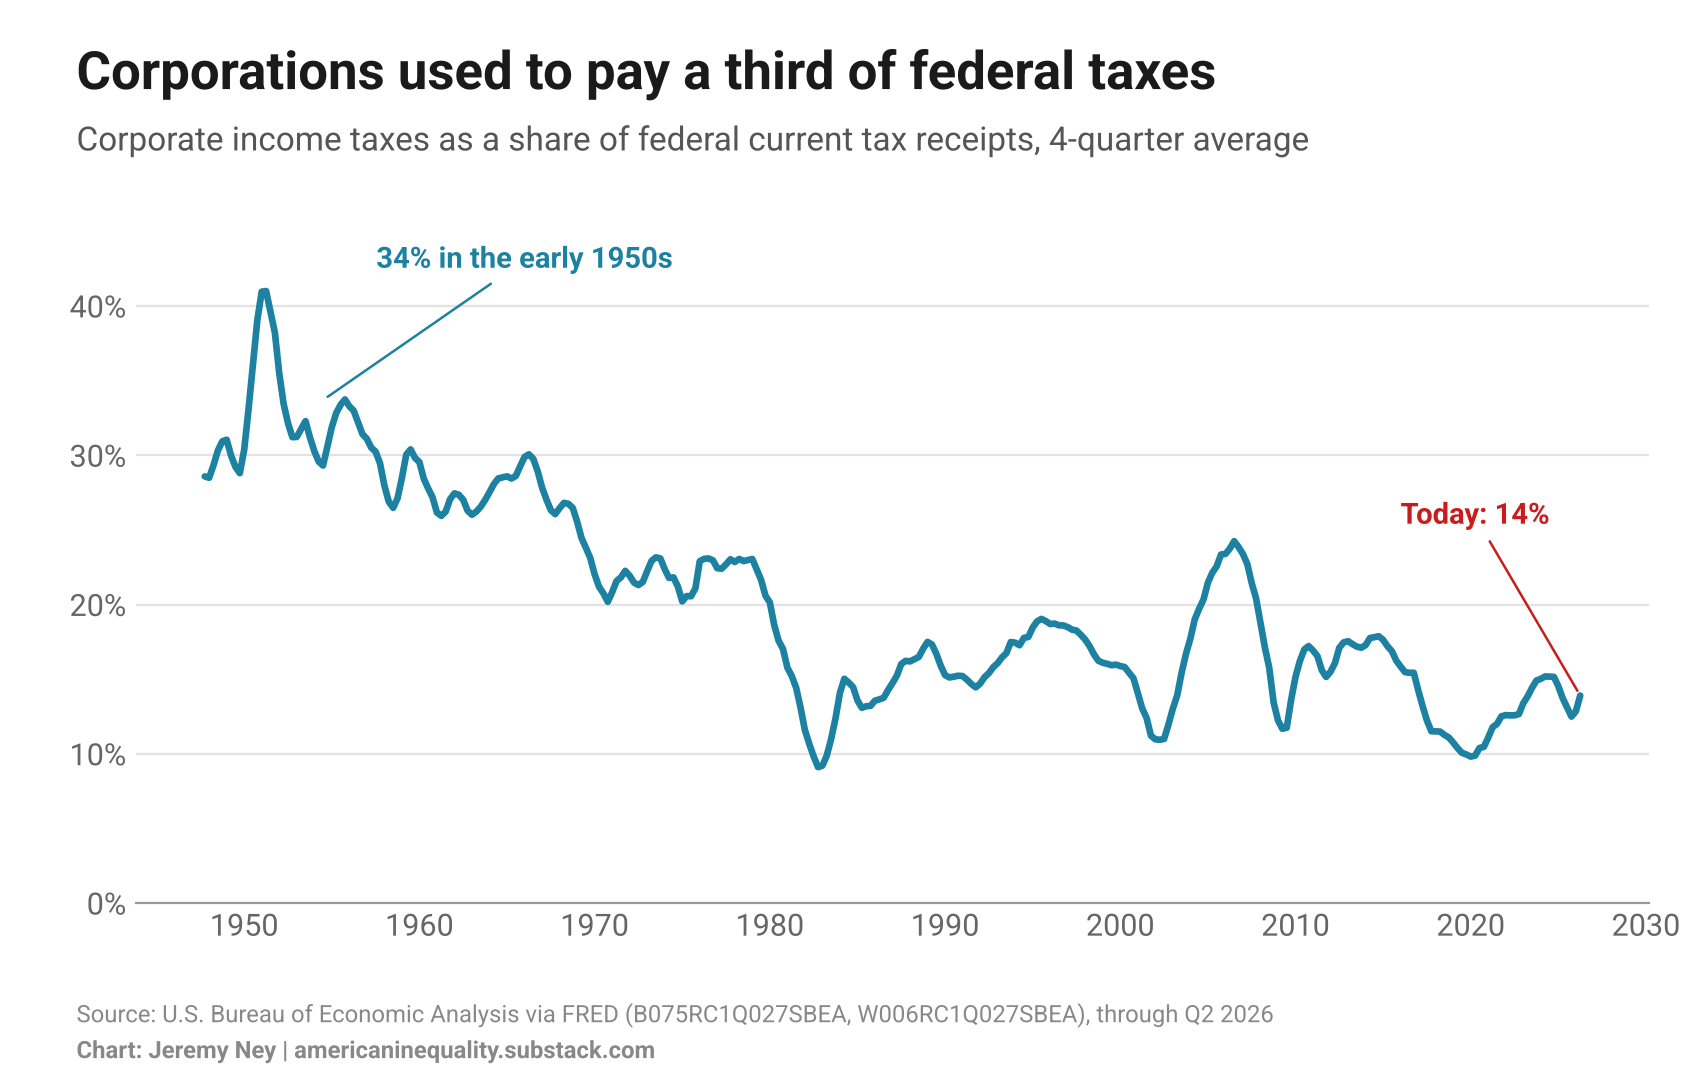 Corporations used to pay a third of federal taxes
Corporate income taxes as a share of federal current tax receipts, 4-quarter average
34% in the early 1950s
40%
30%
Today: 14%
20%
10%
0%
1950 1960 1970 1980 1990 2000 2010 2020 2030
Source: U.S. Bureau of Economic Analysis via FRED (B075RC1Q027SBEA, W006RC1Q027SBEA), through Q2 2026
Chart: Jeremy Ney | americaninequality.substack.com